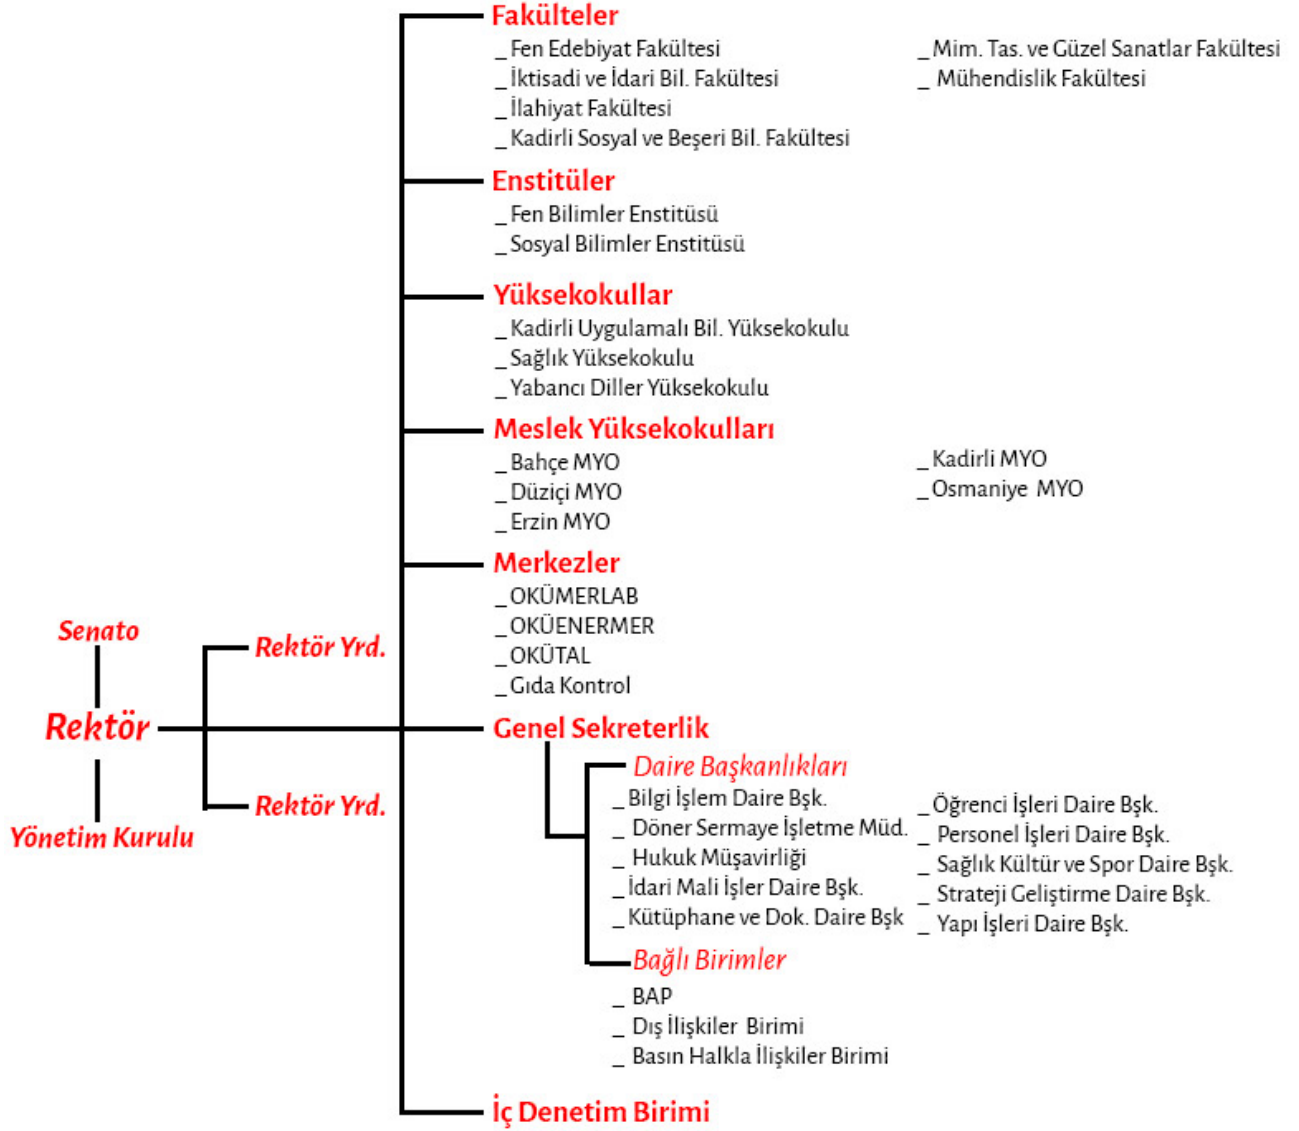 Fakülteler
_ Fen Edebiyat Fakültesi
_ İktisadi ve İdari Bil. Fakültesi
_ İlahiyat Fakültesi
_ Kadirli Sosyal ve Beşeri Bil. Fakültesi
_ Mim. Tas. ve Güzel Sanatlar Fakültesi
_ Mühendislik Fakültesi
Enstitüler
_ Fen Bilimler Enstitüsü
_ Sosyal Bilimler Enstitüsü
Yüksekokullar
_ Kadirli Uygulamalı Bil. Yüksekokulu
_ Sağlık Yüksekokulu
_ Yabancı Diller Yüksekokulu
Meslek Yüksekokulları
_ Bahçe MYO
_ Düziçi MYO
_ Erzin MYO
_ Kadirli MYO
_ Osmaniye MYO
Merkezler
_ OKÜMERLAB
_ OKÜENERMER
_ OKÜTAL
_ Gıda Kontrol
Senato
Rektör
Yönetim Kurulu
Rektör Yrd.
Rektör Yrd.
Genel Sekreterlik
Daire Başkanlıkları
_ Bilgi İşlem Daire Bşk.
_ Döner Sermaye İşletme Müd.
_ Hukuk Müşavirliği
_ İdari Mali İşler Daire Bşk.
_ Kütüphane ve Dok. Daire Bşk
_ Öğrenci İşleri Daire Bşk.
_ Personel İşleri Daire Bşk.
_ Sağlık Kültür ve Spor Daire Bşk.
_ Strateji Geliştirme Daire Bşk.
_ Yapı İşleri Daire Bşk.
Bağlı Birimler
_ BAP
_ Dış İlişkiler Birimi
_ Basın Halkla İlişkiler Birimi
İç Denetim Birimi